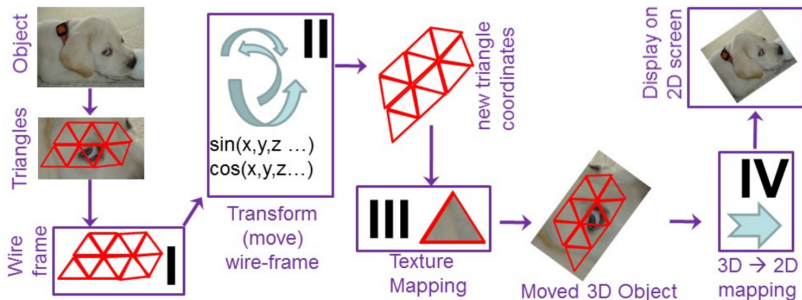 Object
Triangles
Wire
frame
I
II
sin(x,y,z ...)
cos(x,y,z...)
Transform
(move)
wire-frame
new triangle
coordinates
III
Texture
Mapping
Moved 3D Object
IV
3D → 2D
mapping
Display on
2D screen